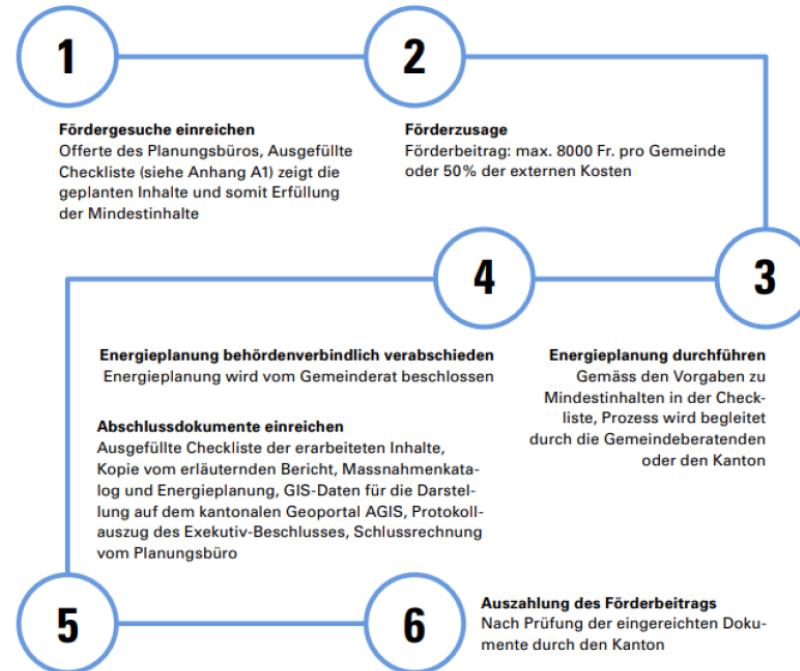 1
Fördergesuche einreichen
Offerte des Planungsbüros, Ausgefüllte
Checkliste (siehe Anhang A1) zeigt die
geplanten Inhalte und somit Erfüllung
der Mindestinhalte
2
Förderzusage
Förderbeitrag: max. 8000 Fr. pro Gemeinde
oder 50% der externen Kosten
3
Energieplanung durchführen
Gemäss den Vorgaben zu
Mindestinhalten in der Check-
liste, Prozess wird begleitet
durch die Gemeindeberatenden
oder den Kanton
4
Energieplanung behördenverbindlich verabschieden
Energieplanung wird vom Gemeinderat beschlossen
Abschlussdokumente einreichen
Ausgefüllte Checkliste der erarbeiteten Inhalte,
Kopie vom erläuternden Bericht, Massnahmenkata-
log und Energieplanung, GIS-Daten für die Darstel-
lung auf dem kantonalen Geoportal AGIS, Protokoll-
auszug des Exekutiv-Beschlusses, Schlussrechnung
vom Planungsbüro
5
6
Auszahlung des Förderbeitrags
Nach Prüfung der eingereichten Doku-
mente durch den Kanton